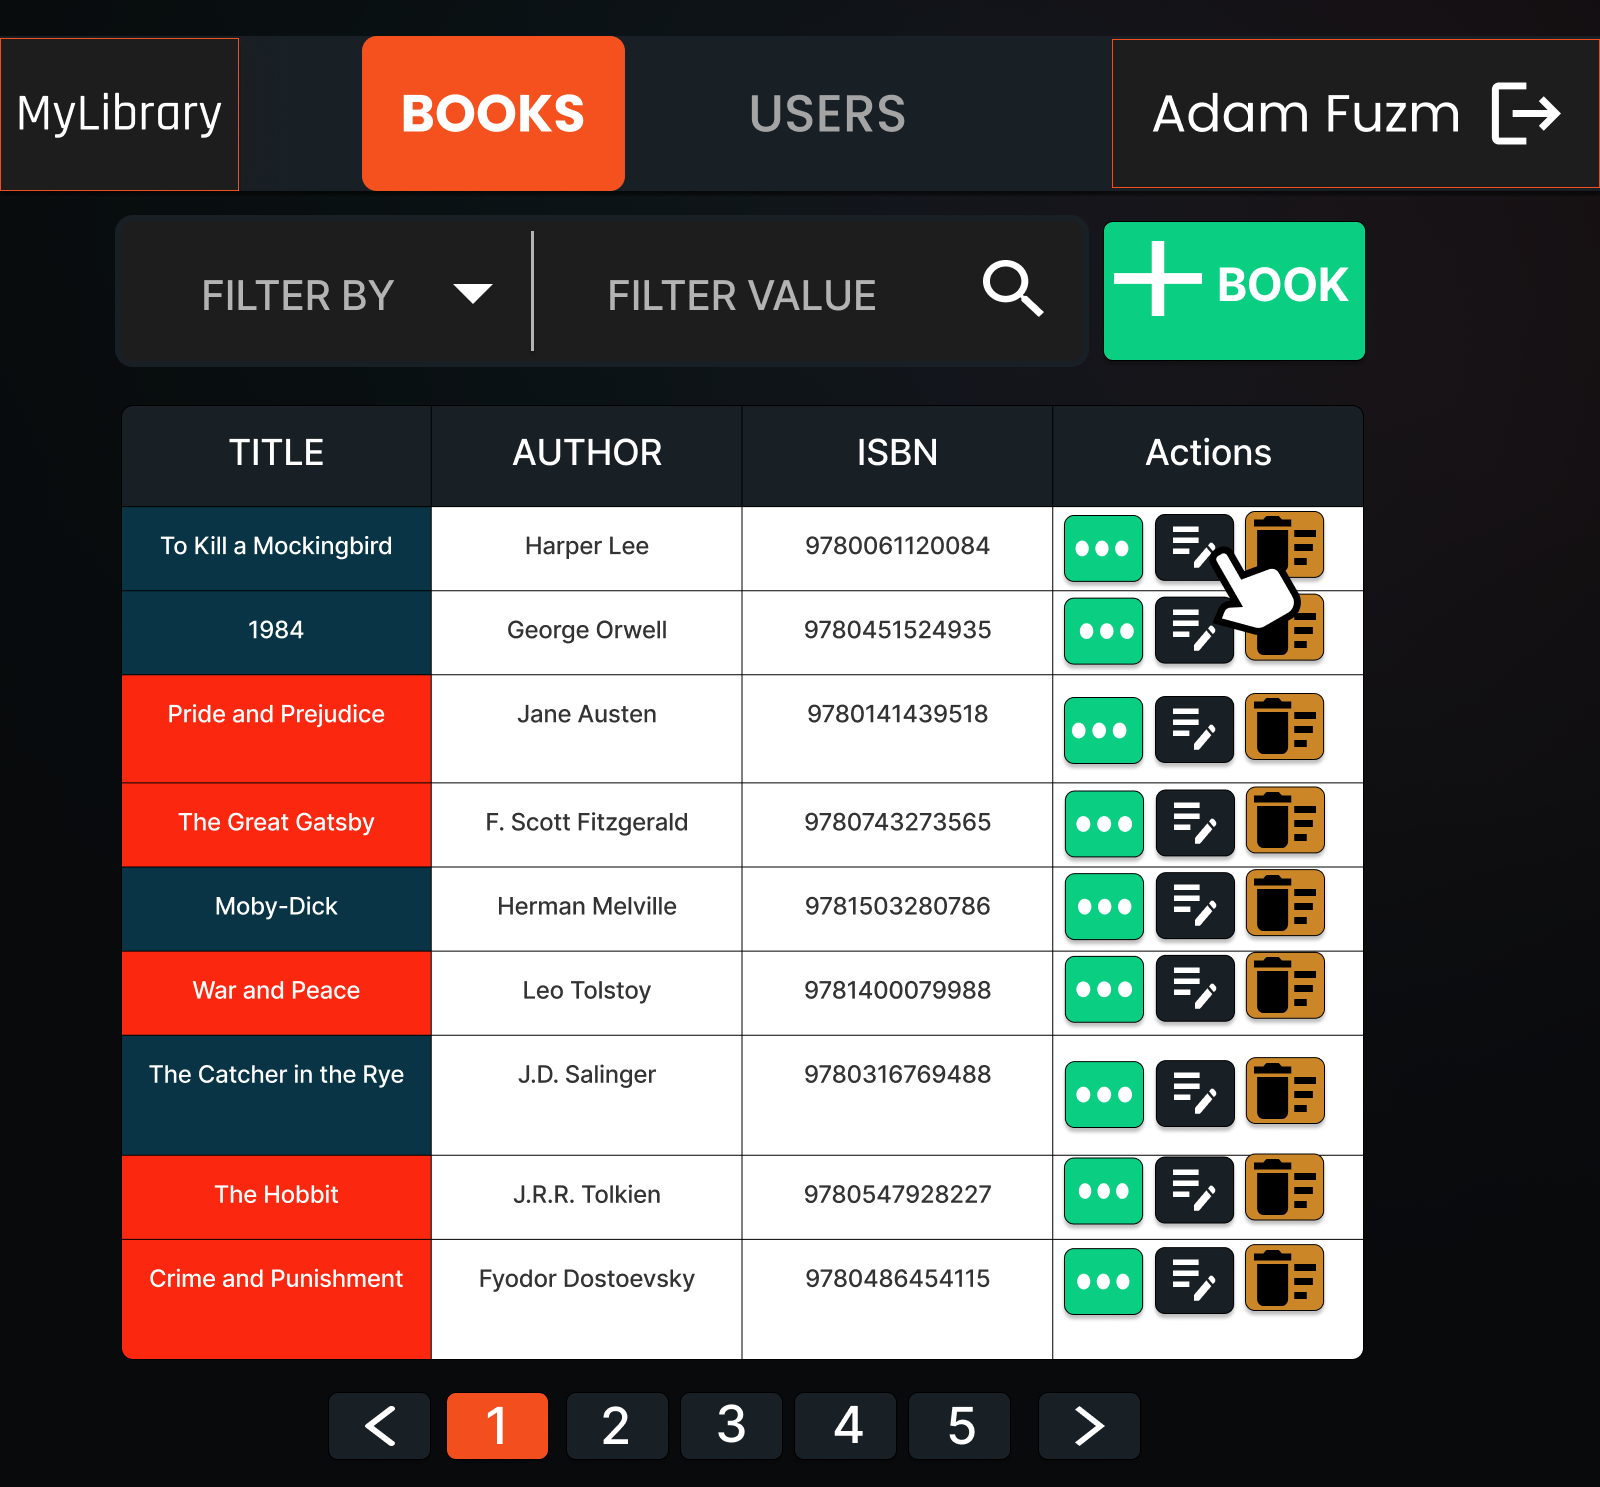 MyLibrary BOOKS USERS Adam Fuzm
FILTER BY FILTER VALUE BOOK
TITLE AUTHOR ISBN Actions
To Kill a Mockingbird Harper Lee 9780061120084
1984 George Orwell 9780451524935
Pride and Prejudice Jane Austen 9780141439518
The Great Gatsby F. Scott Fitzgerald 9780743273565
Moby-Dick Herman Melville 9781503280786
War and Peace Leo Tolstoy 9781400079988
The Catcher in the Rye J.D. Salinger 9780316769488
The Hobbit J.R.R. Tolkien 9780547928227
Crime and Punishment Fyodor Dostoevsky 9780486454115
1 2 3 4 5